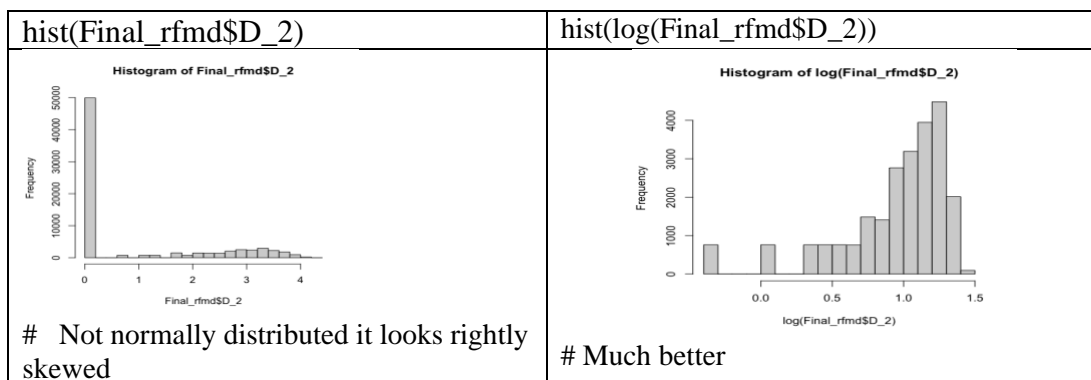 hist(Final_rfmd$D_2)
Histogram of Final_rfmd$D_2
Frequency
50000
40000
30000
20000
10000
0
0 1 2 3 4
Final_rfmd$D_2
# Not normally distributed it looks rightly
skewed
hist(log(Final_rfmd$D_2))
Histogram of log(Final_rfmd$D_2)
Frequency
4000
3000
2000
1000
0
0.0 0.5 1.0 1.5
log(Final_rfmd$D_2)
# Much better